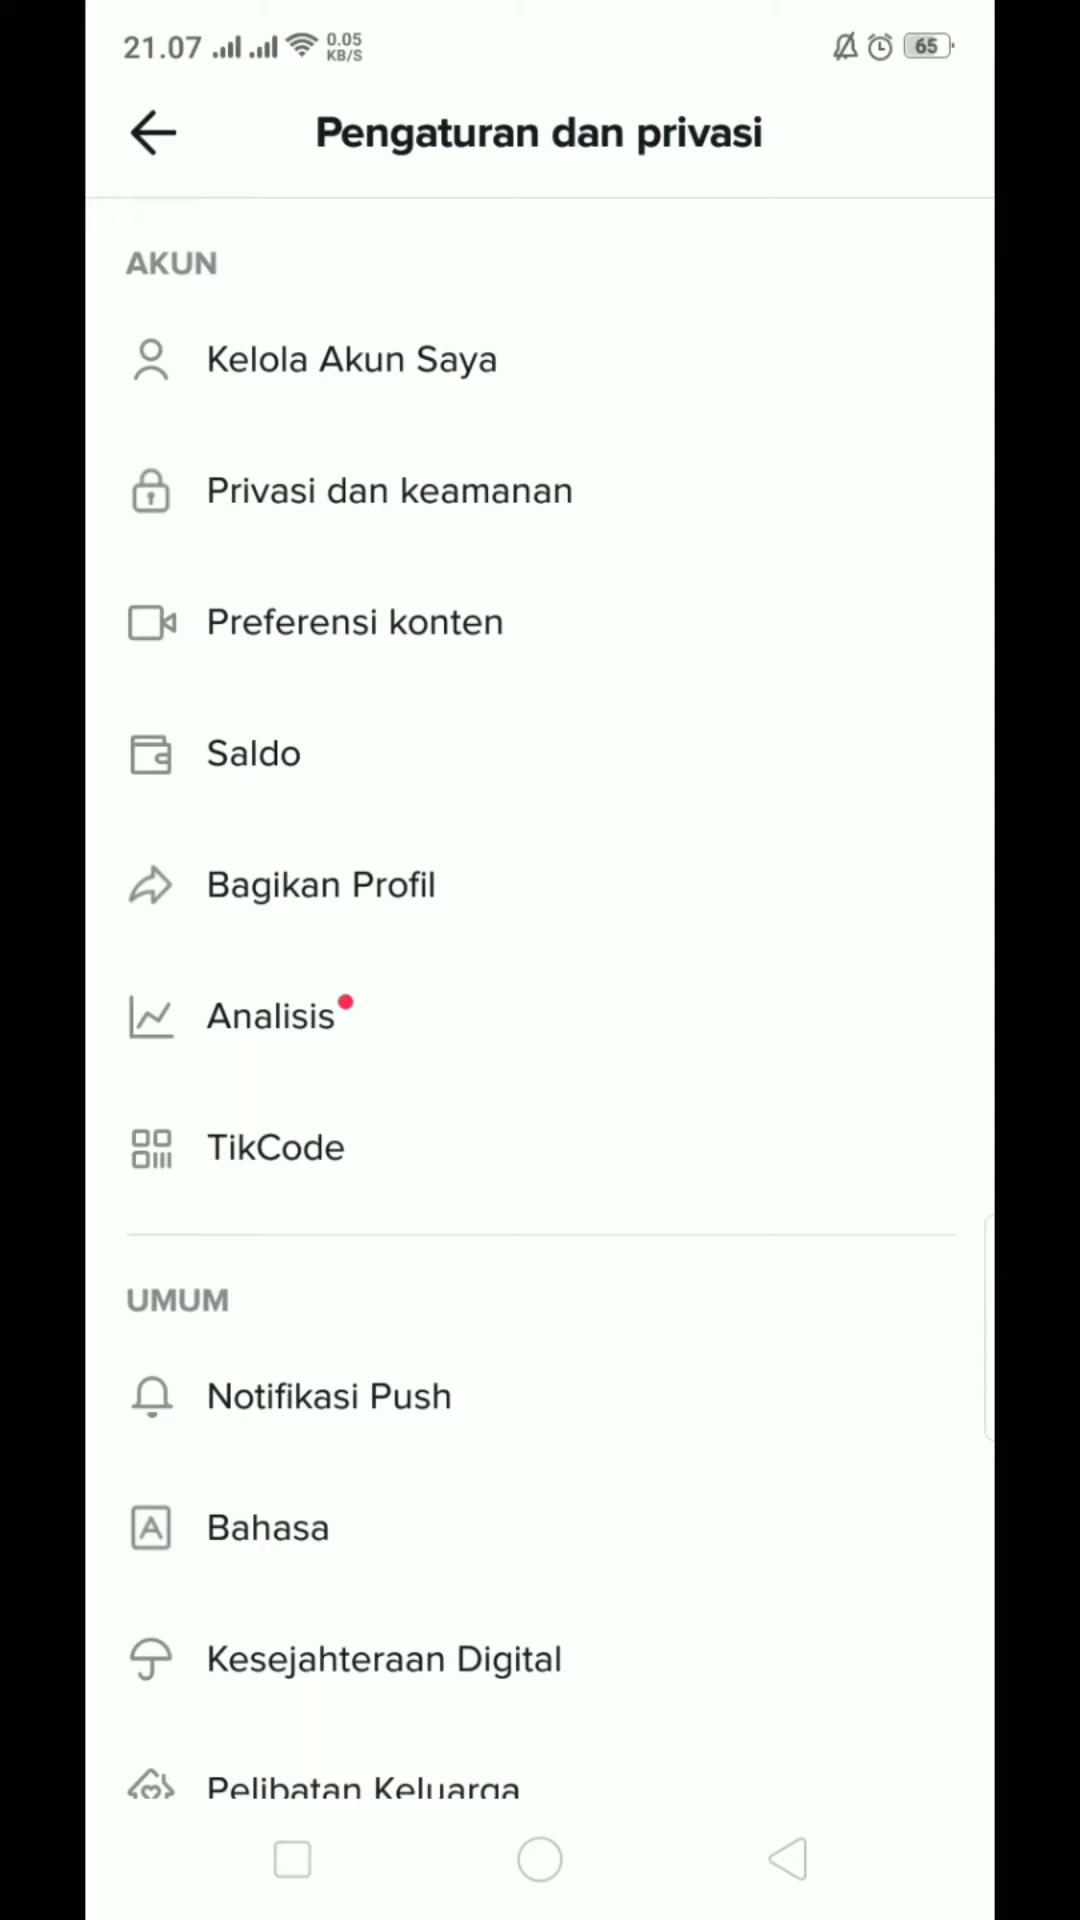 21.07 0.05 KB/S 65
Pengaturan dan privasi
AKUN
Kelola Akun Saya
Privasi dan keamanan
Preferensi konten
Saldo
Bagikan Profil
Analisis
TikCode
UMUM
Notifikasi Push
Bahasa
Kesejahteraan Digital
Pelibatan Keluarga